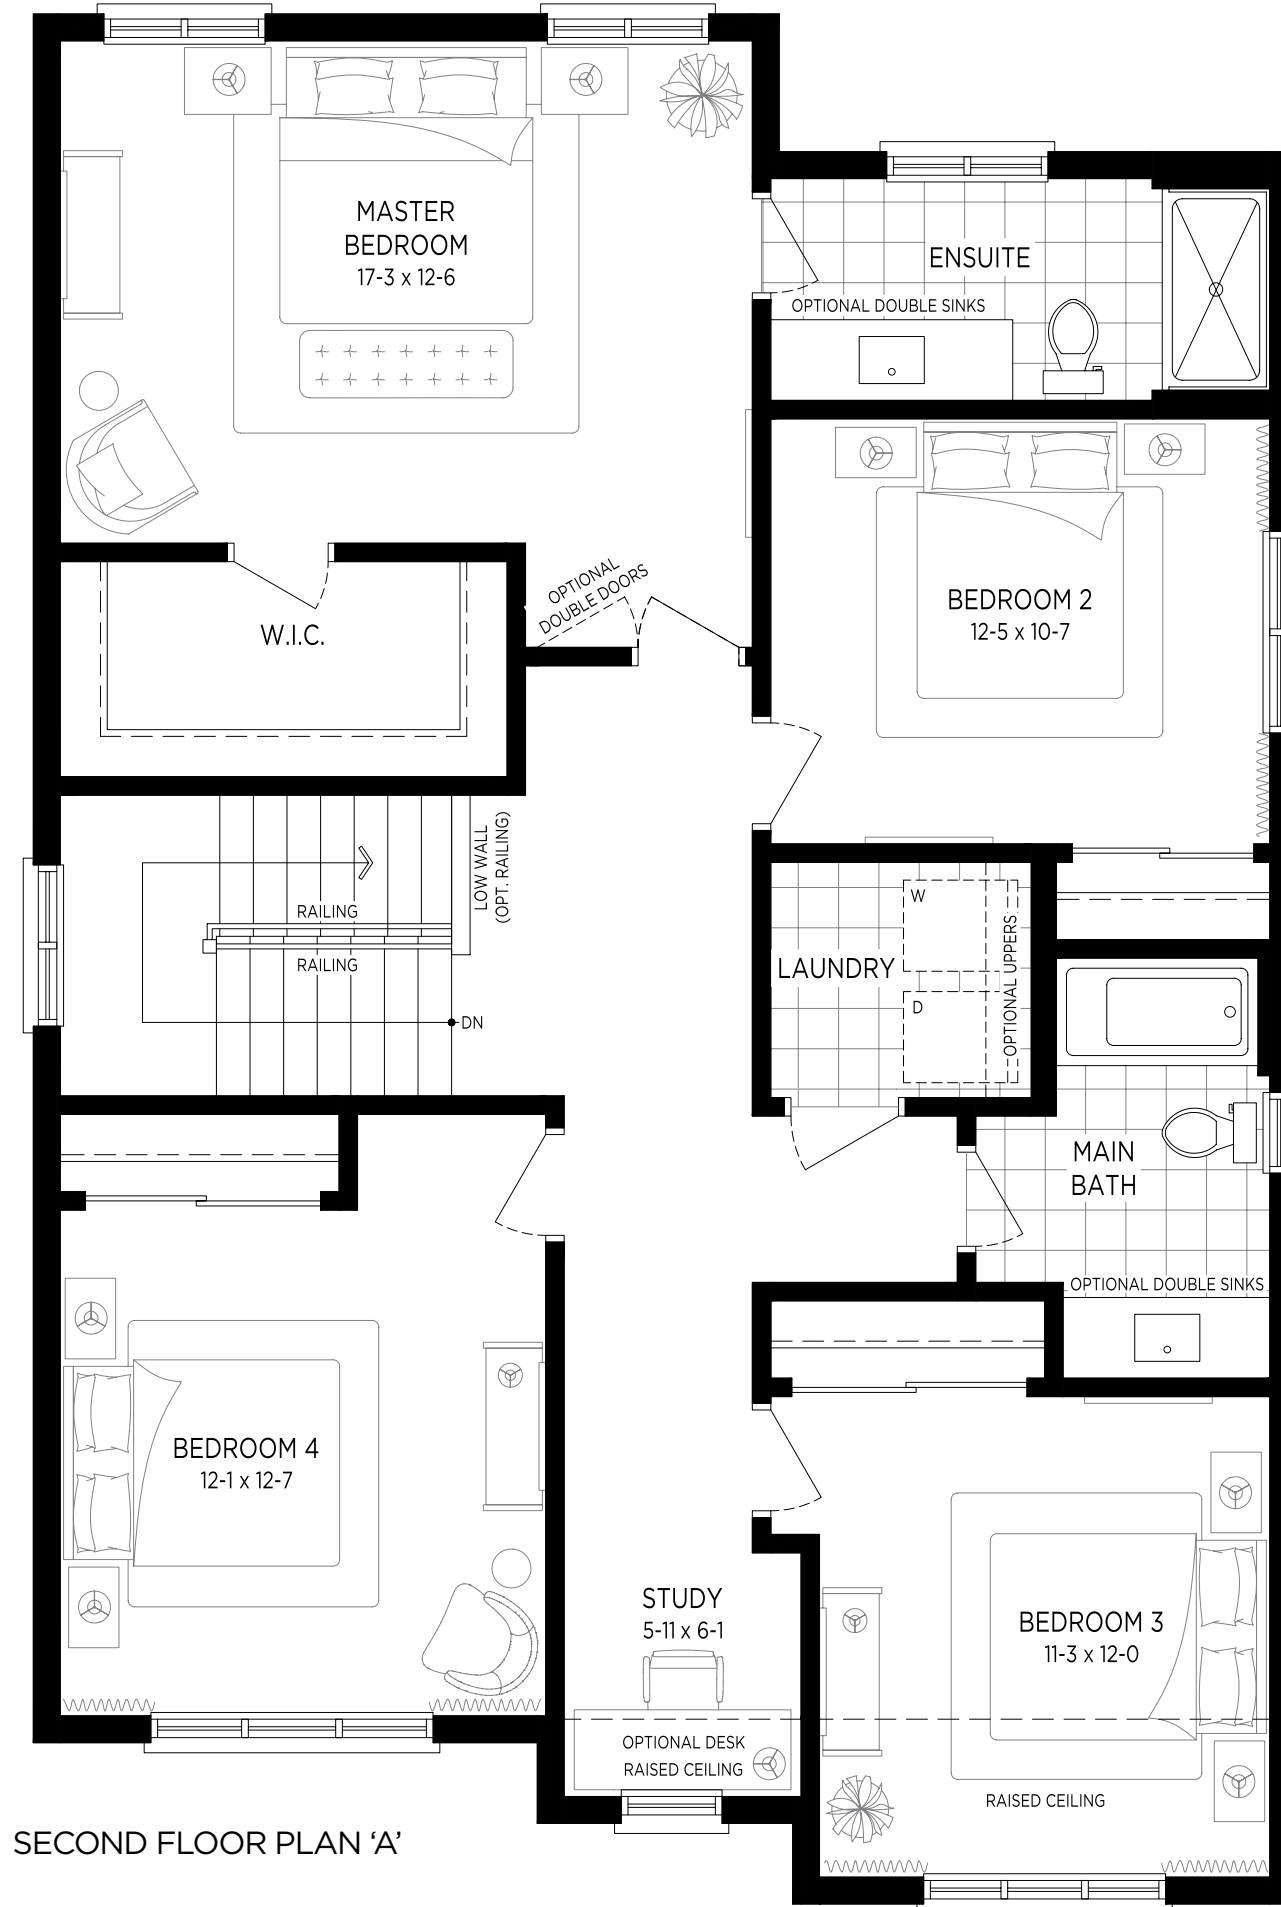 MASTER
BEDROOM
17-3 x 12-6
ENSUITE
OPTIONAL DOUBLE SINKS
OPTIONAL
DOUBLE DOORS
W.I.C.
BEDROOM 2
12-5 x 10-7
LOW WALL
(OPT. RAILING)
RAILING
RAILING
DN
W
LAUNDRY
D
OPTIONAL UPPERS
MAIN
BATH
OPTIONAL DOUBLE SINKS
BEDROOM 4
12-1 x 12-7
STUDY
5-11 x 6-1
OPTIONAL DESK
RAISED CEILING
BEDROOM 3
11-3 x 12-0
RAISED CEILING
SECOND FLOOR PLAN ‘A’